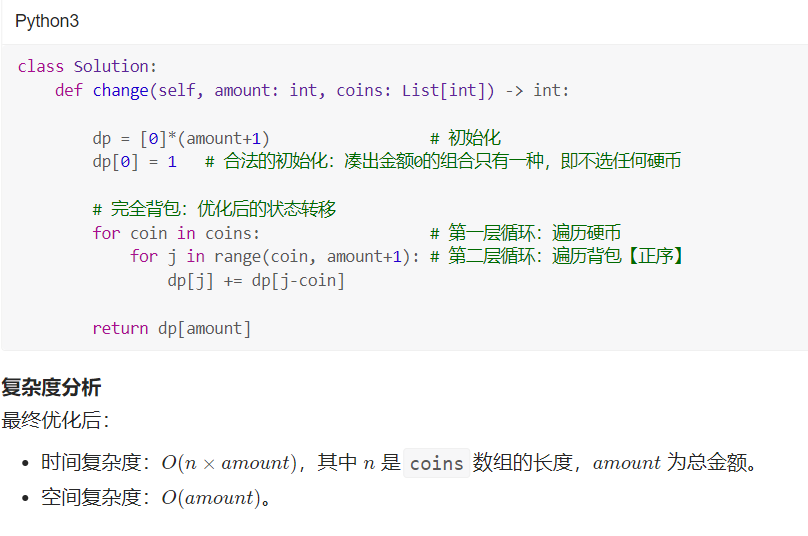 Python3
class Solution:
    def change(self, amount: int, coins: List[int]) -> int:
        dp = [0]*(amount+1)                 # 初始化
        dp[0] = 1   # 合法的初始化：凑出金额0的组合只有一种，即不选任何硬币
        # 完全背包：优化后的状态转移
        for coin in coins:                  # 第一层循环：遍历硬币
            for j in range(coin, amount+1): # 第二层循环：遍历背包【正序】
                dp[j] += dp[j-coin]
        return dp[amount]
复杂度分析
最终优化后：
• 时间复杂度：O(n × amount)，其中 n 是 coins 数组的长度，amount 为总金额。
• 空间复杂度：O(amount)。